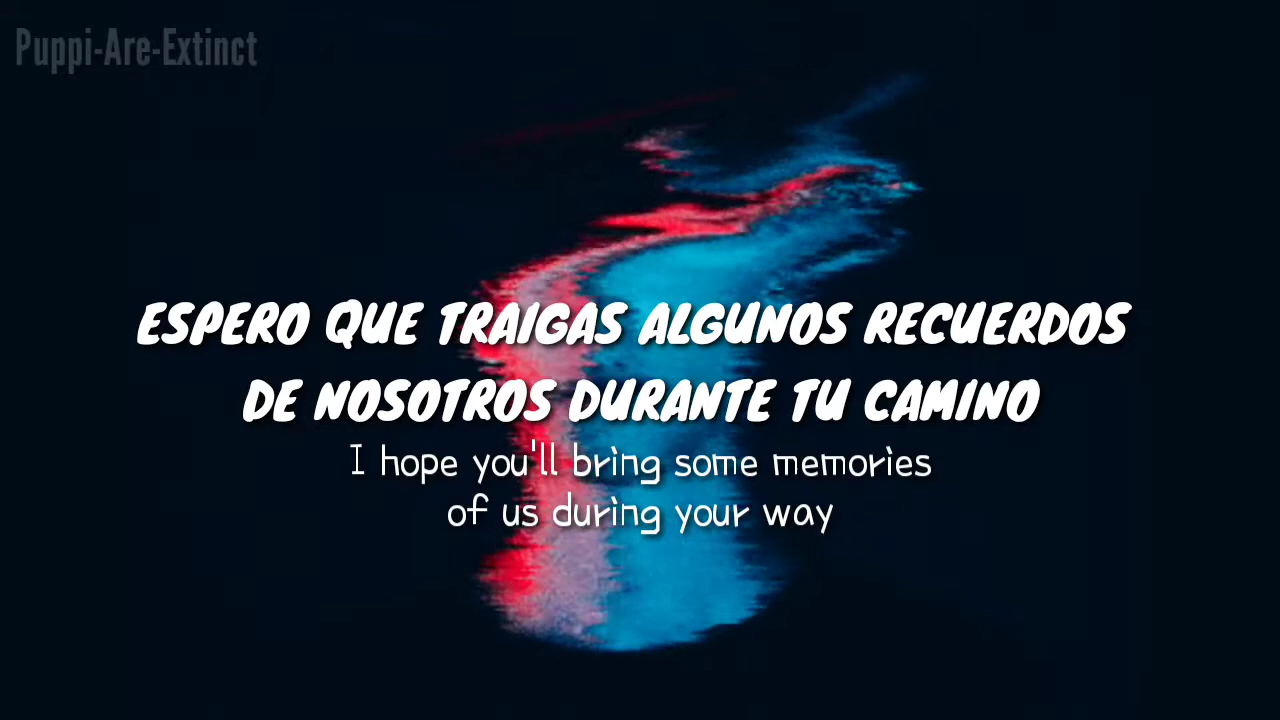 Puppi-Are-Extinct
ESPERO QUE TRAIGAS ALGUNOS RECUERDOS
DE NOSOTROS DURANTE TU CAMINO
I hope you'll bring some memories
of us during your way